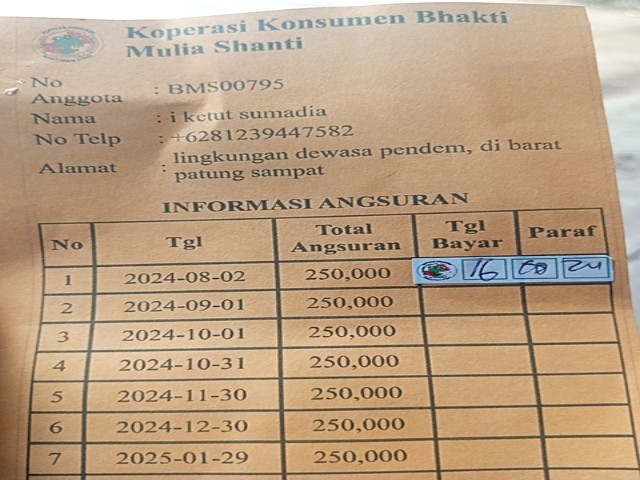 Koperasi Konsumen Bhakti
Mulia Shanti
No
Anggota : BMS00795
Nama : i ketut sumadia
No Telp : +6281239447582
Alamat : lingkungan dewasa pendem, di barat
patung sampat
INFORMASI ANGSURAN
No Tgl Total Angsuran Tgl Bayar Paraf
1 2024-08-02 250,000 16 08 24
2 2024-09-01 250,000
3 2024-10-01 250,000
4 2024-10-31 250,000
5 2024-11-30 250,000
6 2024-12-30 250,000
7 2025-01-29 250,000